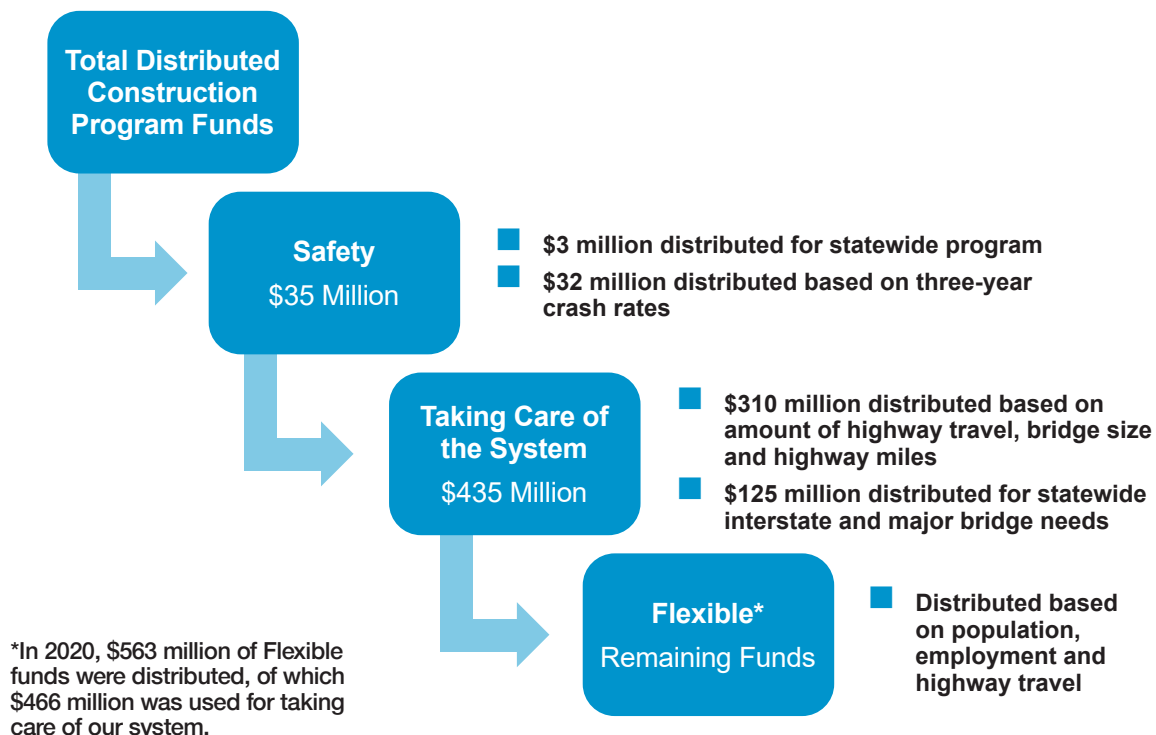 Total Distributed
Construction
Program Funds
Safety
$35 Million
$3 million distributed for statewide program
$32 million distributed based on three-year
crash rates
Taking Care of
the System
$435 Million
$310 million distributed based on
amount of highway travel, bridge size
and highway miles
$125 million distributed for statewide
interstate and major bridge needs
Flexible*
Remaining Funds
Distributed based
on population,
employment and
highway travel
*In 2020, $563 million of Flexible
funds were distributed, of which
$466 million was used for taking
care of our system.